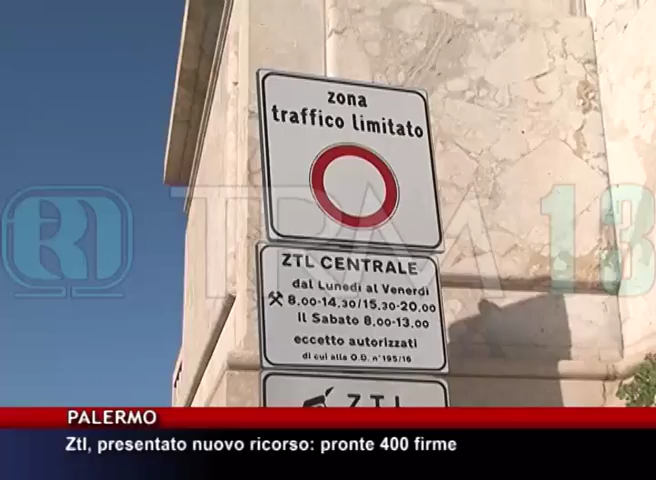 zona
traffico limitato
ZTL CENTRALE
dal Lunedì al Venerdì
8.00-14.30/15.30-20.00
il Sabato 8.00-13.00
eccetto autorizzati
di cui alla O.D. n°195/16
ZTL
TRM 13
PALERMO
Ztl, presentato nuovo ricorso: pronte 400 firme